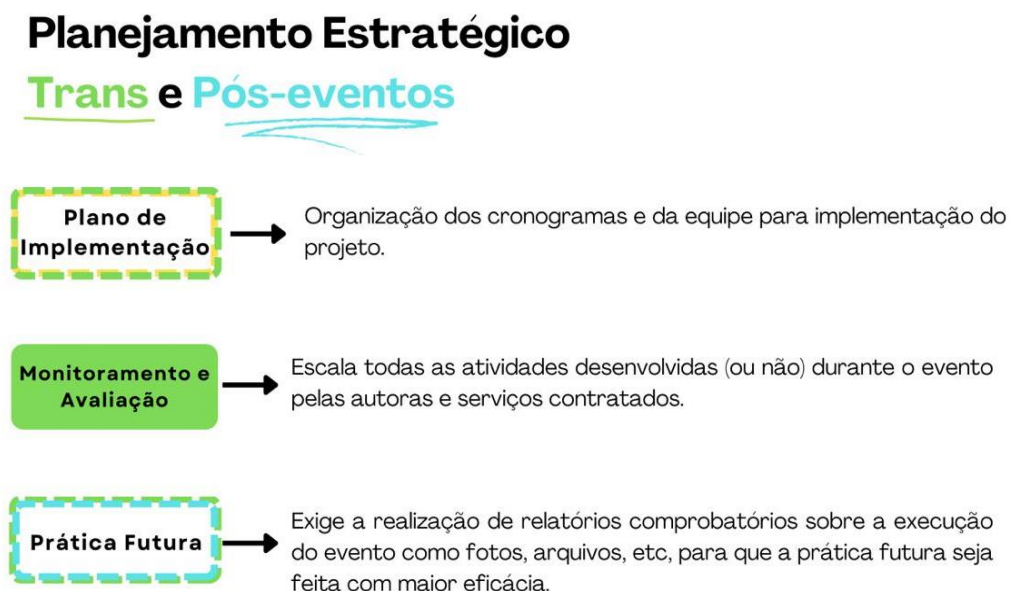 Planejamento Estratégico
Trans e Pós-eventos
Plano de
Implementação
Organização dos cronogramas e da equipe para implementação do
projeto.
Monitoramento e
Avaliação
Escala todas as atividades desenvolvidas (ou não) durante o evento
pelas autoras e serviços contratados.
Prática Futura
Exige a realização de relatórios comprobatórios sobre a execução
do evento como fotos, arquivos, etc, para que a prática futura seja
feita com maior eficácia.